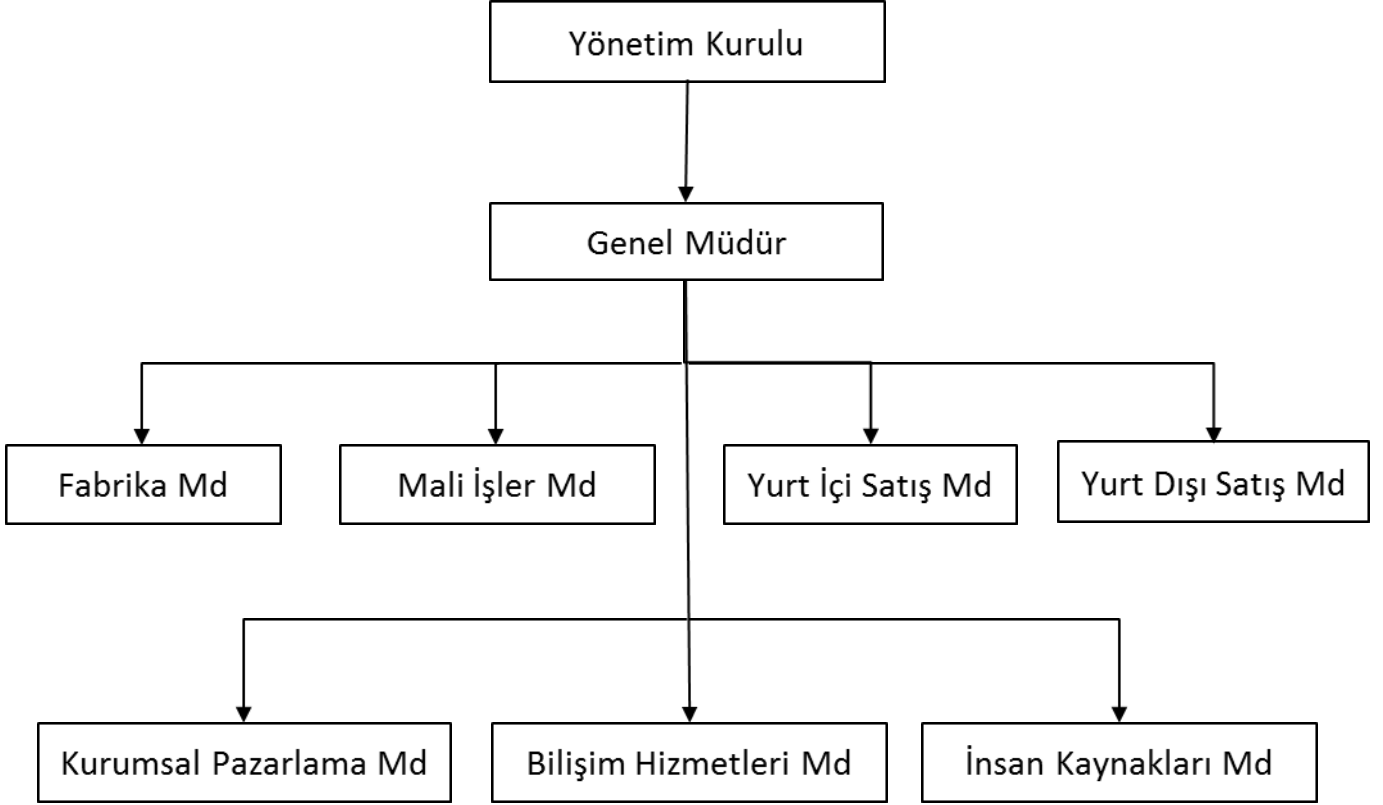 Yönetim Kurulu
Genel Müdür
Fabrika Md
Mali İşler Md
Yurt İçi Satış Md
Yurt Dışı Satış Md
Kurumsal Pazarlama Md
Bilişim Hizmetleri Md
İnsan Kaynakları Md